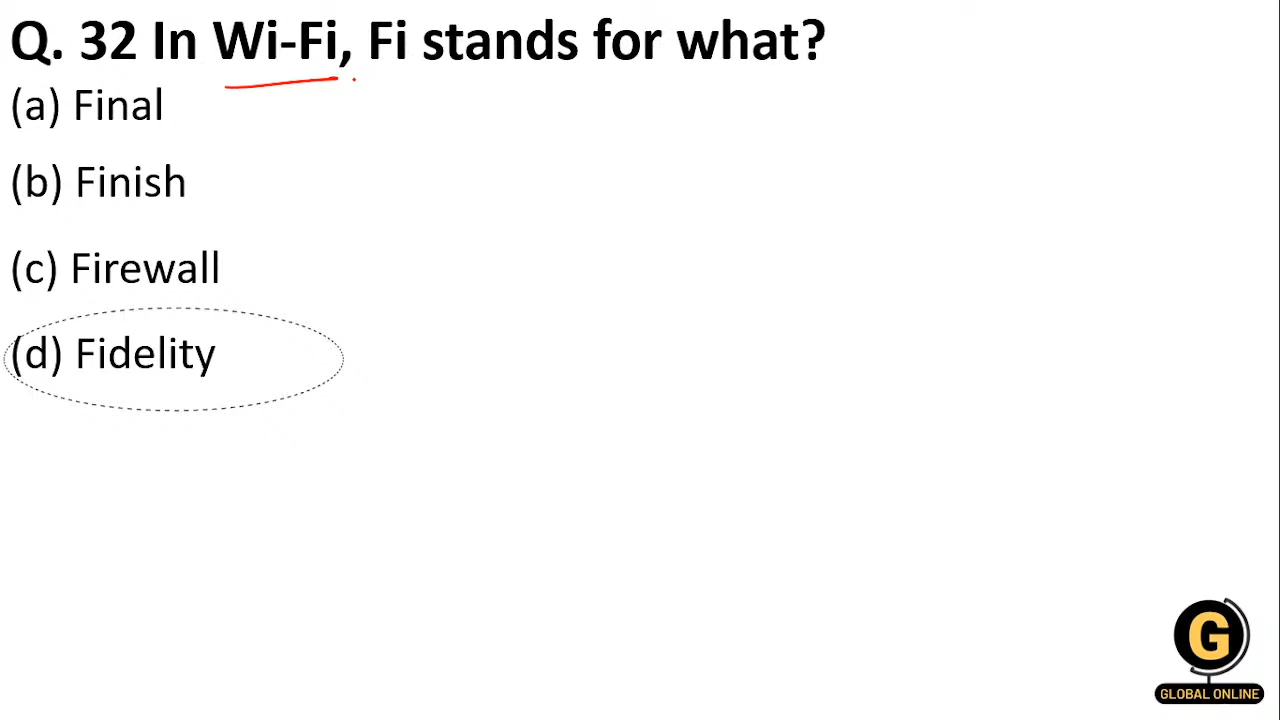 Q. 32 In Wi-Fi, Fi stands for what?
(a) Final
(b) Finish
(c) Firewall
(d) Fidelity
G
GLOBAL ONLINE